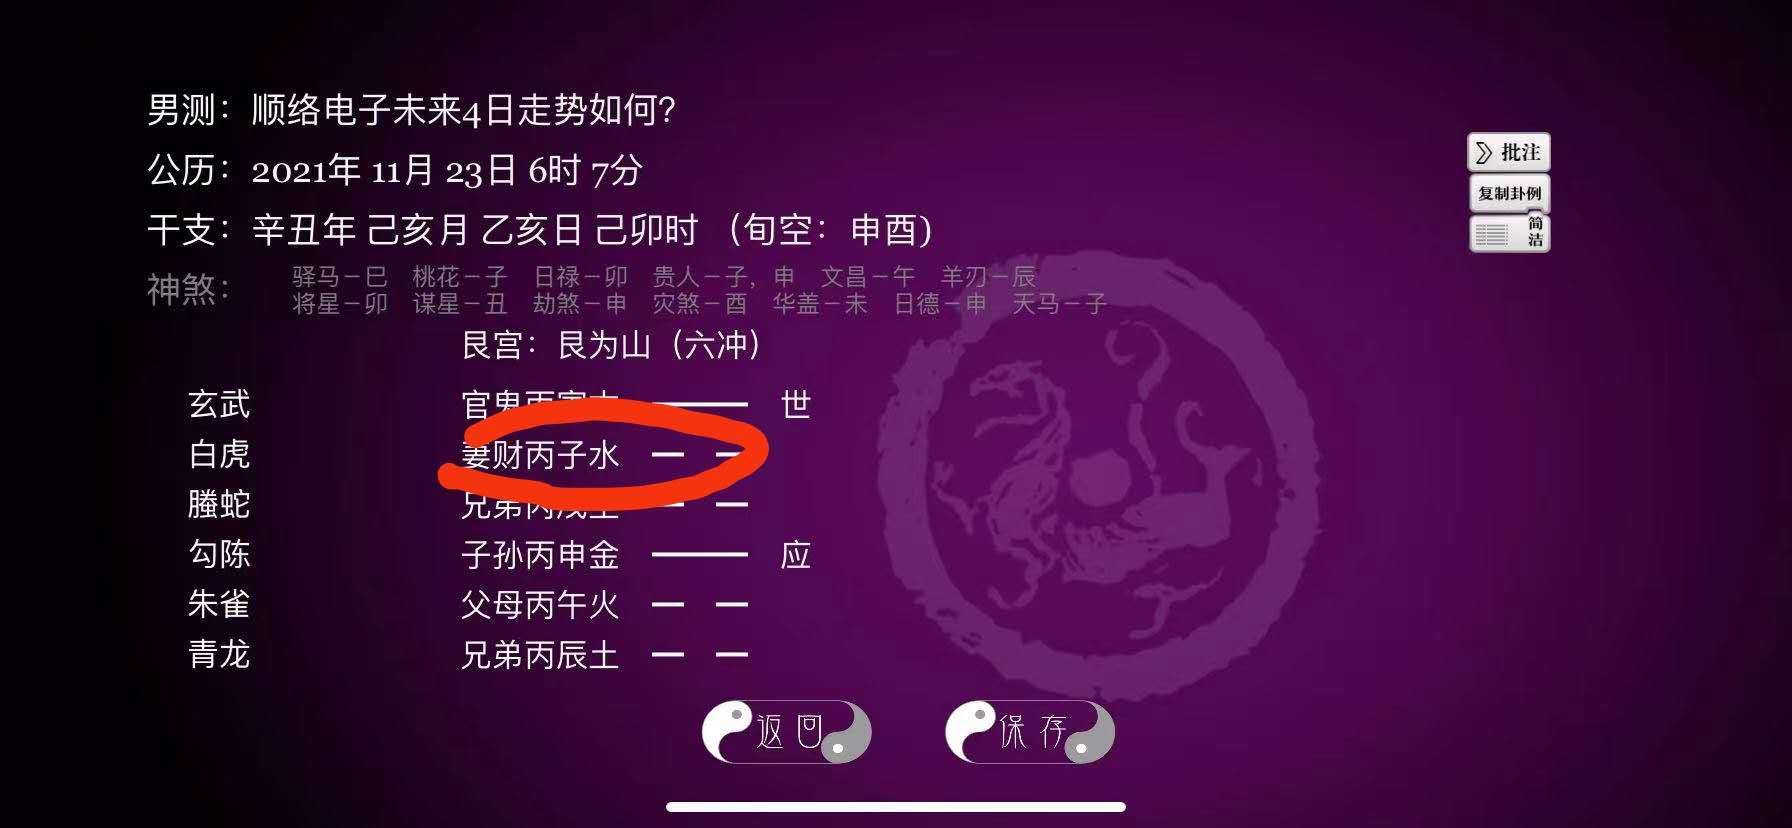 男测：顺络电子未来4日走势如何？
公历：2021年 11月 23日 6时 7分
干支：辛丑年 己亥月 乙亥日 己卯时 （旬空：申酉）
神煞：
驿马－巳 桃花－子 日禄－卯 贵人－子，申 文昌－午 羊刃－辰
将星－卯 谋星－丑 劫煞－申 灾煞－酉 华盖－未 日德－申 天马－子
艮宫：艮为山（六冲）
玄武 官鬼丙寅木 世
白虎 妻财丙子水
螣蛇 兄弟丙戌土
勾陈 子孙丙申金 应
朱雀 父母丙午火
青龙 兄弟丙辰土
批注
复制卦例
简洁
返回
保存